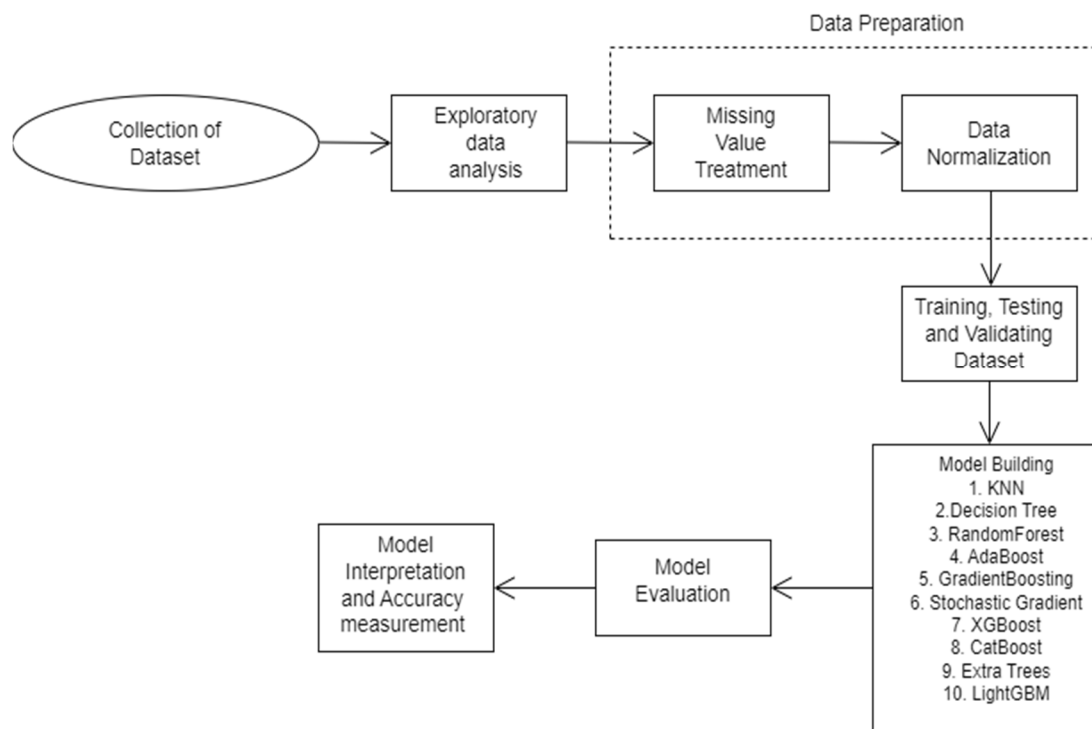 Data Preparation
Collection of
Dataset
Exploratory
data
analysis
Missing
Value
Treatment
Data
Normalization
Training, Testing
and Validating
Dataset
Model Building
1. KNN
2.Decision Tree
3. RandomForest
4. AdaBoost
5. GradientBoosting
6. Stochastic Gradient
7. XGBoost
8. CatBoost
9. Extra Trees
10. LightGBM
Model
Evaluation
Model
Interpretation
and Accuracy
measurement